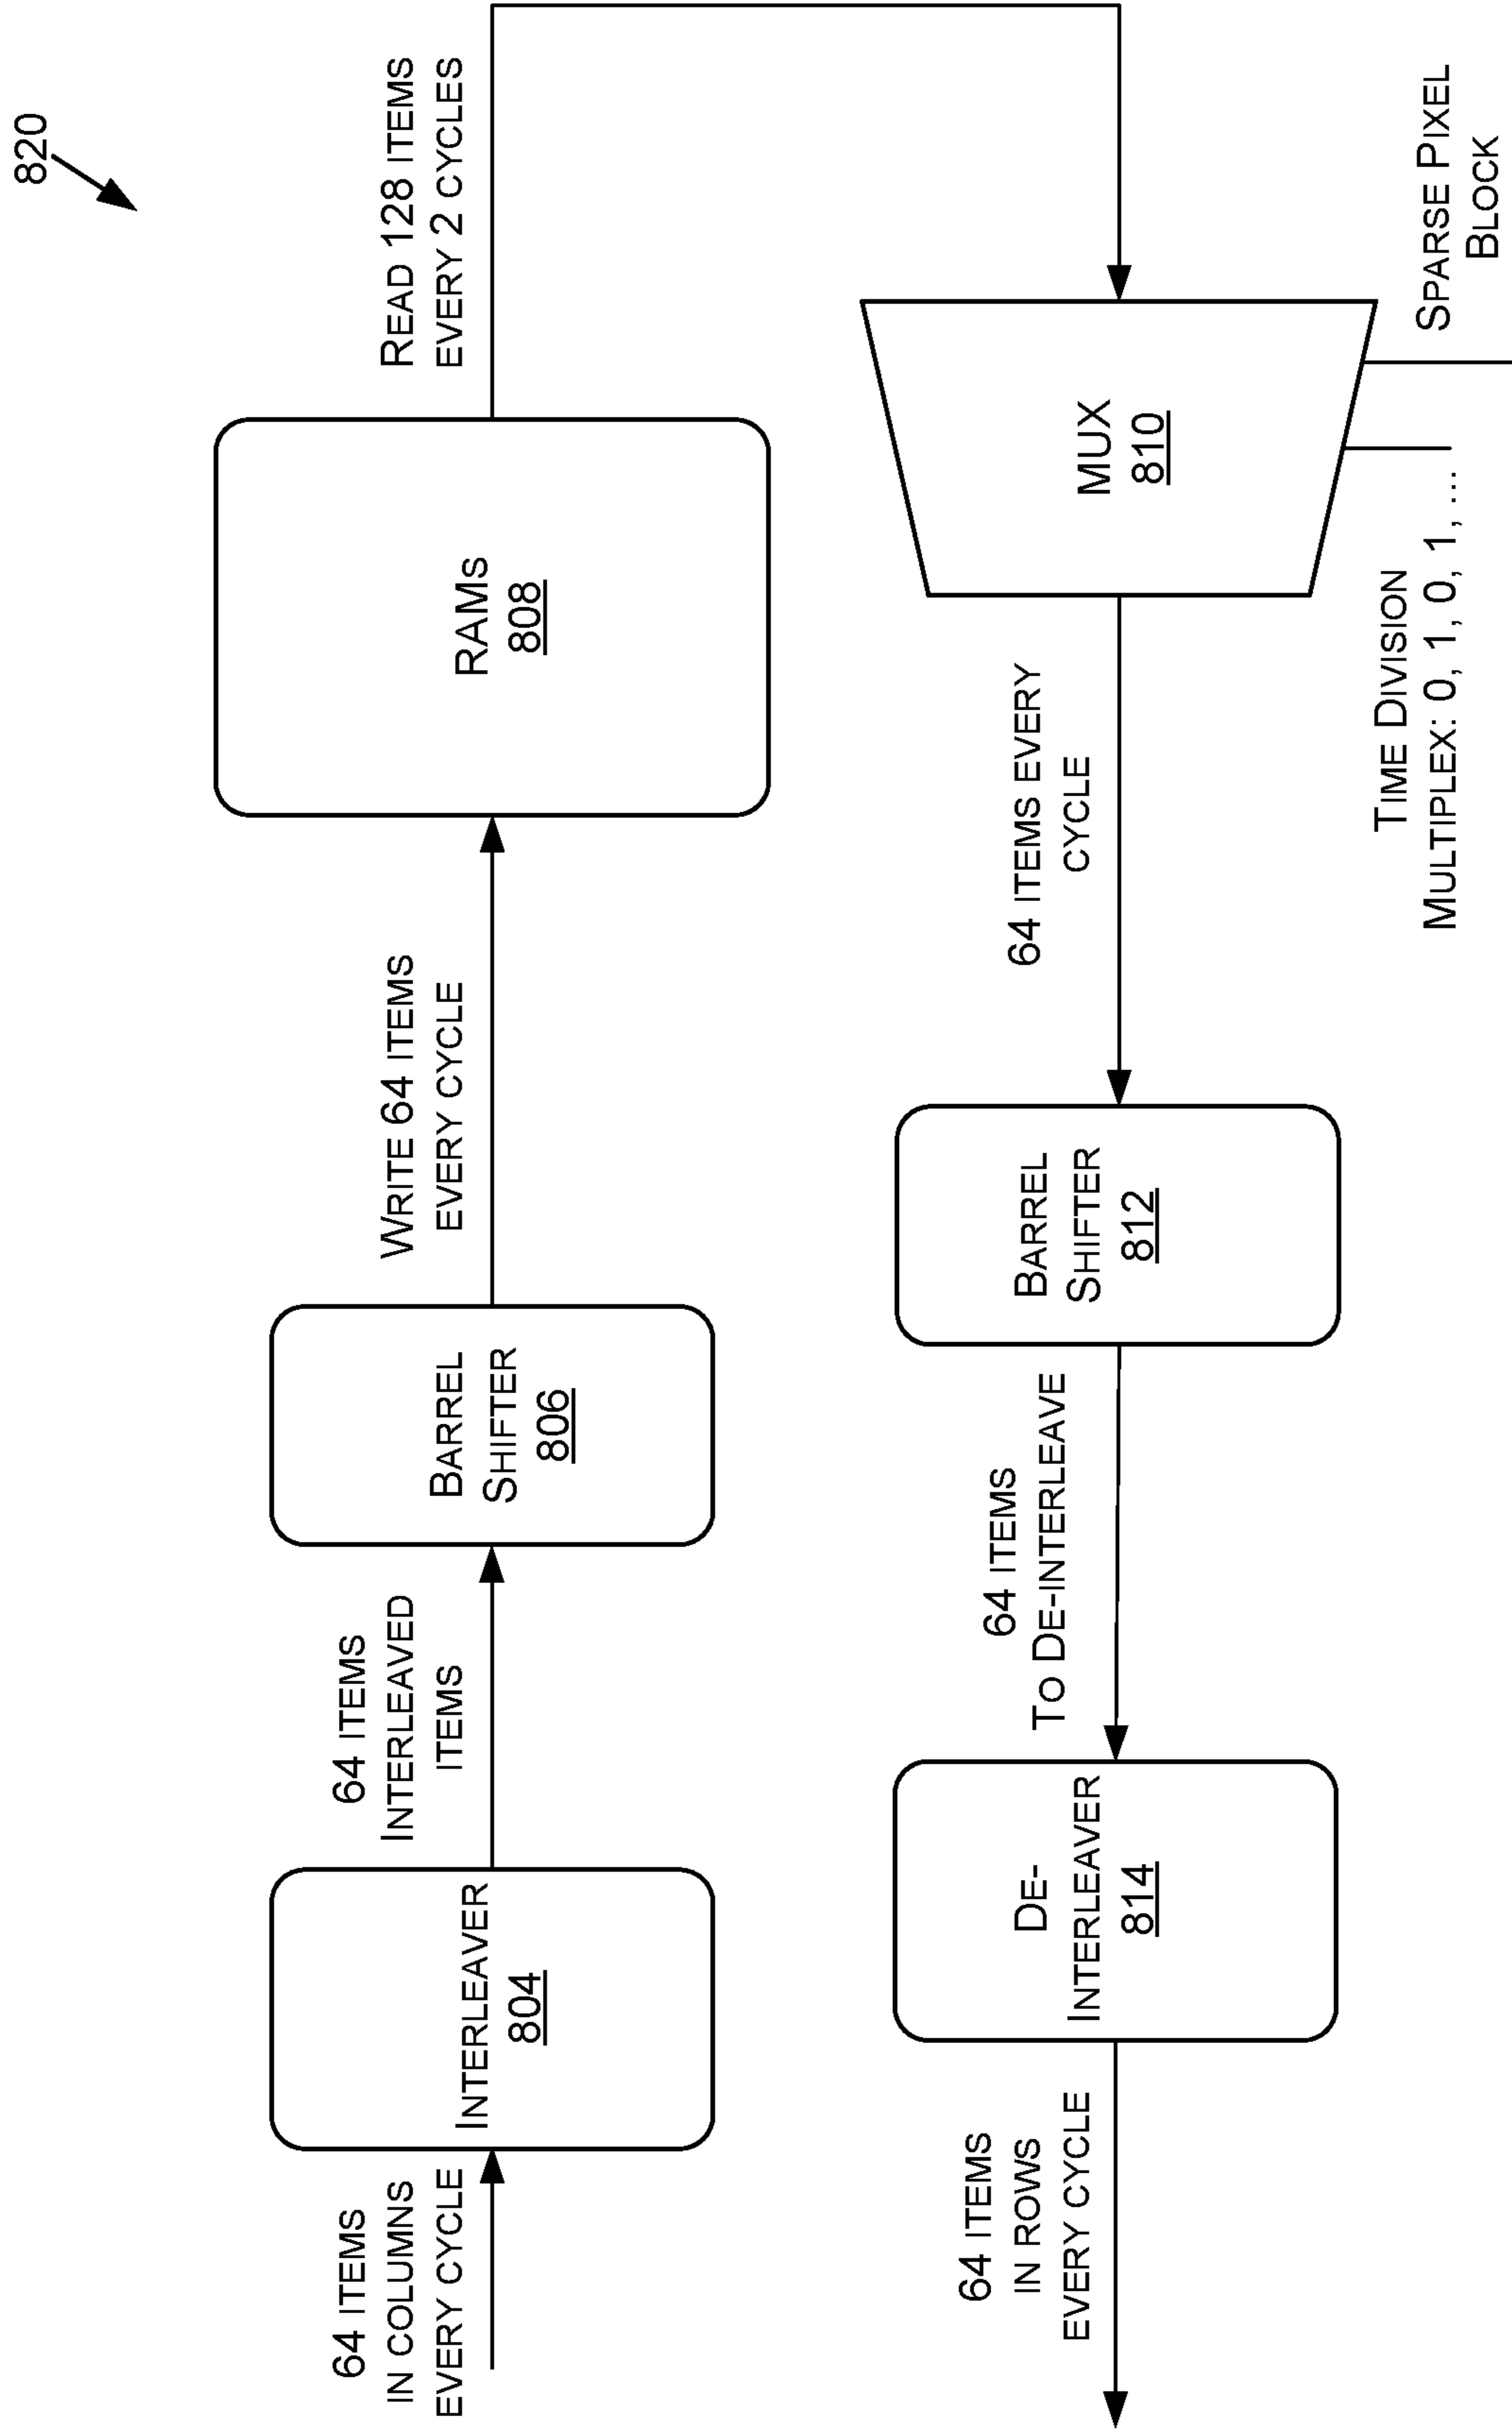 820
64 ITEMS
IN COLUMNS
EVERY CYCLE
INTERLEAVER
804
64 ITEMS
INTERLEAVED
ITEMS
BARREL
SHIFTER
806
WRITE 64 ITEMS
EVERY CYCLE
RAMS
808
READ 128 ITEMS
EVERY 2 CYCLES
MUX
810
SPARSE PIXEL
BLOCK
TIME DIVISION
MULTIPLEX: 0, 1, 0, 1, ...
64 ITEMS EVERY
CYCLE
BARREL
SHIFTER
812
64 ITEMS
TO DE-INTERLEAVE
DE-
INTERLEAVER
814
64 ITEMS
IN ROWS
EVERY CYCLE